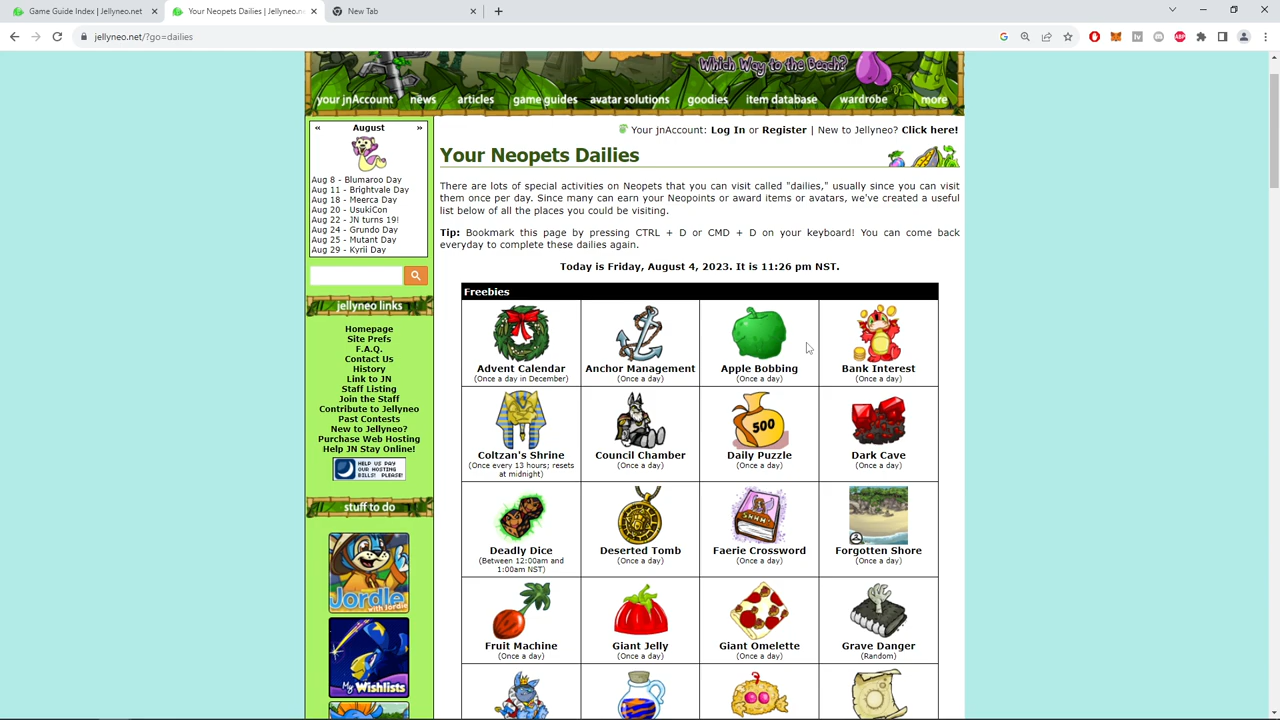 Game Guide Index | Jellyneo.net
Your Neopets Dailies | Jellyneo.n
New Tab
jellyneo.net/?go=dailies
Which Way to the Beach?
your jnAccount news articles game guides avatar solutions goodies item database wardrobe more
« August »
Aug 8 - Blumaroo Day
Aug 11 - Brightvale Day
Aug 18 - Meerca Day
Aug 20 - UsukiCon
Aug 22 - JN turns 19!
Aug 24 - Grundo Day
Aug 25 - Mutant Day
Aug 29 - Kyrii Day
jellyneo links
Homepage
Site Prefs
F.A.Q.
Contact Us
History
Link to JN
Staff Listing
Join the Staff
Contribute to Jellyneo
Past Contests
New to Jellyneo?
Purchase Web Hosting
Help JN Stay Online!
HELP US PAY
OUR HOSTING
BILLS! PLEASE!
stuff to do
Jordle
with Jordie
My Wishlists
Your jnAccount: Log In or Register | New to Jellyneo? Click here!
Your Neopets Dailies
There are lots of special activities on Neopets that you can visit called "dailies," usually since you can visit
them once per day. Since many can earn your Neopoints or award items or avatars, we've created a useful
list below of all the places you could be visiting.
Tip: Bookmark this page by pressing CTRL + D or CMD + D on your keyboard! You can come back
everyday to complete these dailies again.
Today is Friday, August 4, 2023. It is 11:26 pm NST.
Freebies
Advent Calendar
(Once a day in December)
Anchor Management
(Once a day)
Apple Bobbing
(Once a day)
Bank Interest
(Once a day)
Coltzan's Shrine
(Once every 13 hours; resets
at midnight)
Council Chamber
(Once a day)
500
Daily Puzzle
(Once a day)
Dark Cave
(Once a day)
Deadly Dice
(Between 12:00am and
1:00am NST)
Deserted Tomb
(Once a day)
Faerie Crossword
(Once a day)
Forgotten Shore
(Once a day)
Fruit Machine
(Once a day)
Giant Jelly
(Once a day)
Giant Omelette
(Once a day)
Grave Danger
(Random)